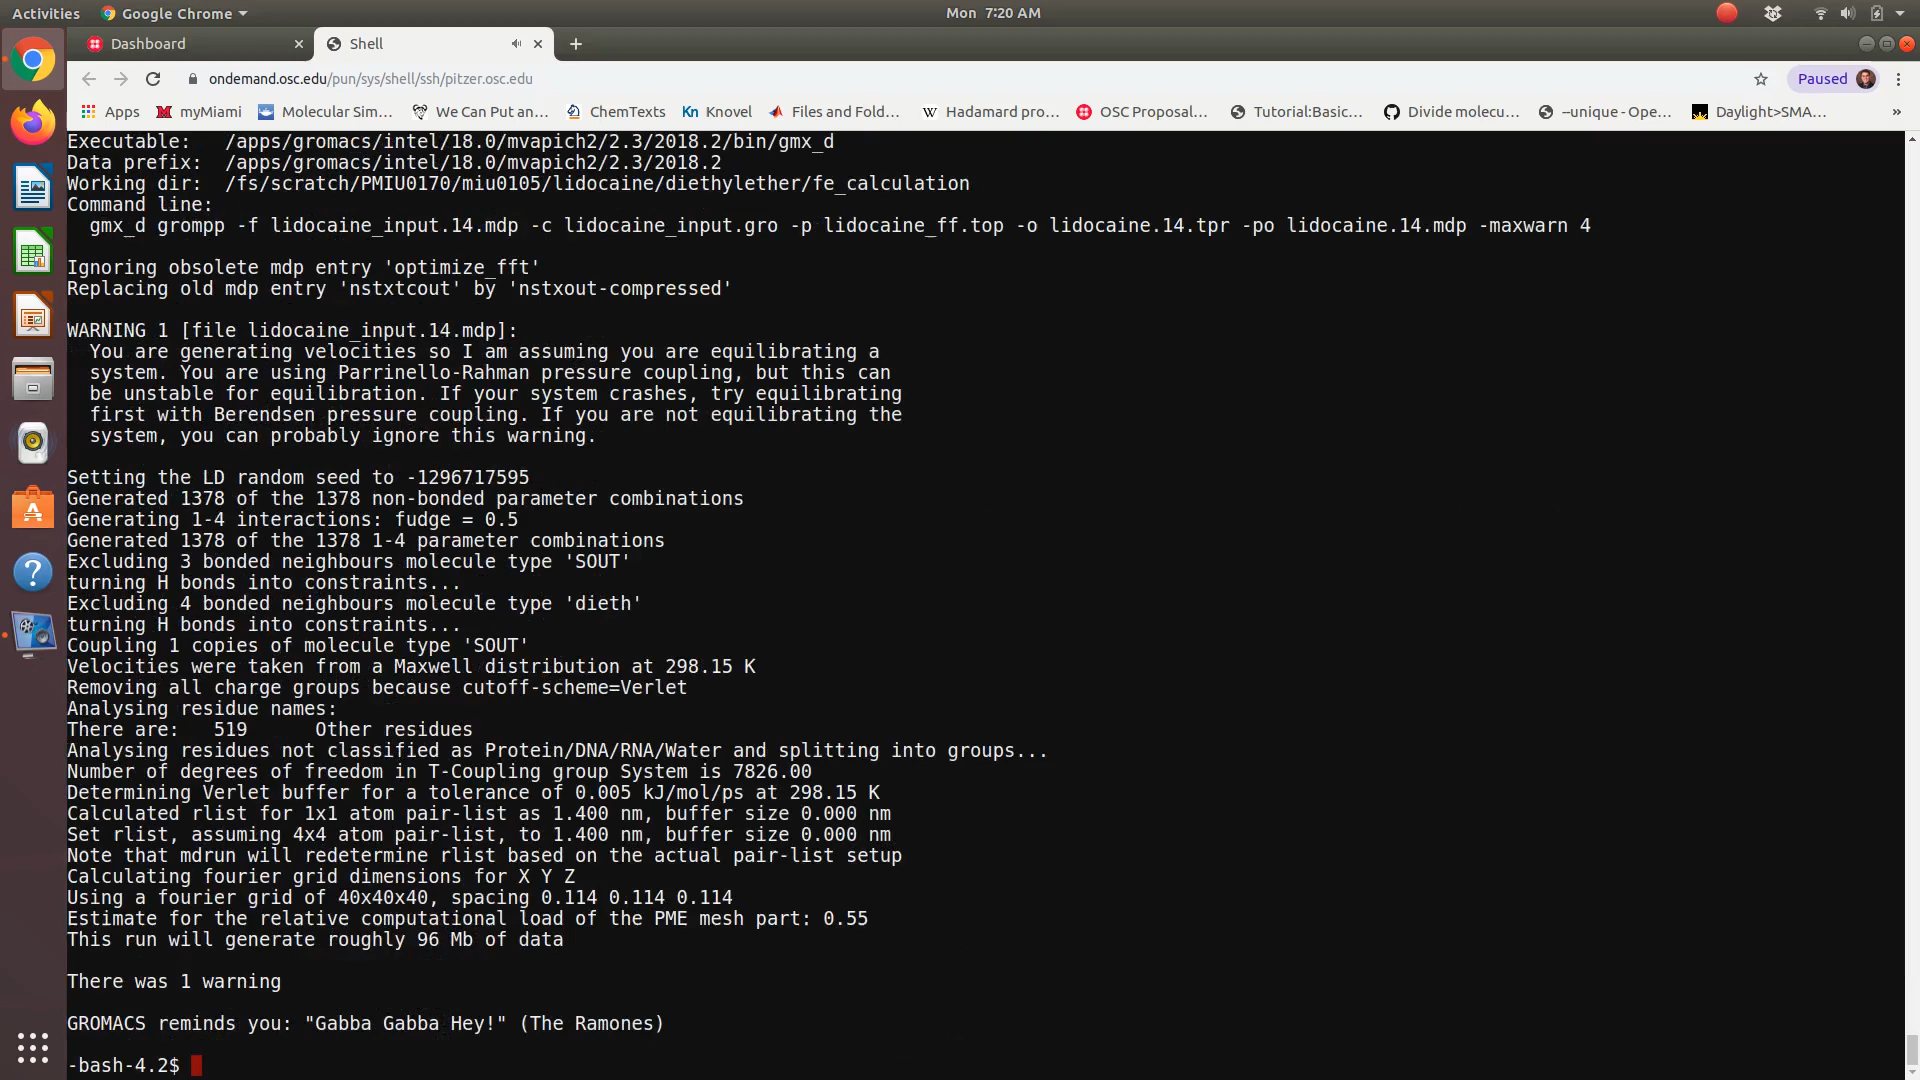 Activities
Google Chrome
Mon 7:20 AM
Dashboard
Shell
ondemand.osc.edu/pun/sys/shell/ssh/pitzer.osc.edu
Paused
Apps
myMiami
Molecular Sim...
We Can Put an...
ChemTexts
Kn Knovel
Files and Fold...
W Hadamard pro...
OSC Proposal...
Tutorial:Basic...
Divide molecu...
--unique - Ope...
Daylight>SMA...
»
Executable:   /apps/gromacs/intel/18.0/mvapich2/2.3/2018.2/bin/gmx_d
Data prefix:  /apps/gromacs/intel/18.0/mvapich2/2.3/2018.2
Working dir:  /fs/scratch/PMIU0170/miu0105/lidocaine/diethylether/fe_calculation
Command line:
  gmx_d grompp -f lidocaine_input.14.mdp -c lidocaine_input.gro -p lidocaine_ff.top -o lidocaine.14.tpr -po lidocaine.14.mdp -maxwarn 4
Ignoring obsolete mdp entry 'optimize_fft'
Replacing old mdp entry 'nstxtcout' by 'nstxout-compressed'
WARNING 1 [file lidocaine_input.14.mdp]:
  You are generating velocities so I am assuming you are equilibrating a
  system. You are using Parrinello-Rahman pressure coupling, but this can
  be unstable for equilibration. If your system crashes, try equilibrating
  first with Berendsen pressure coupling. If you are not equilibrating the
  system, you can probably ignore this warning.
Setting the LD random seed to -1296717595
Generated 1378 of the 1378 non-bonded parameter combinations
Generating 1-4 interactions: fudge = 0.5
Generated 1378 of the 1378 1-4 parameter combinations
Excluding 3 bonded neighbours molecule type 'SOUT'
turning H bonds into constraints...
Excluding 4 bonded neighbours molecule type 'dieth'
turning H bonds into constraints...
Coupling 1 copies of molecule type 'SOUT'
Velocities were taken from a Maxwell distribution at 298.15 K
Removing all charge groups because cutoff-scheme=Verlet
Analysing residue names:
There are:   519      Other residues
Analysing residues not classified as Protein/DNA/RNA/Water and splitting into groups...
Number of degrees of freedom in T-Coupling group System is 7826.00
Determining Verlet buffer for a tolerance of 0.005 kJ/mol/ps at 298.15 K
Calculated rlist for 1x1 atom pair-list as 1.400 nm, buffer size 0.000 nm
Set rlist, assuming 4x4 atom pair-list, to 1.400 nm, buffer size 0.000 nm
Note that mdrun will redetermine rlist based on the actual pair-list setup
Calculating fourier grid dimensions for X Y Z
Using a fourier grid of 40x40x40, spacing 0.114 0.114 0.114
Estimate for the relative computational load of the PME mesh part: 0.55
This run will generate roughly 96 Mb of data
There was 1 warning
GROMACS reminds you: "Gabba Gabba Hey!" (The Ramones)
-bash-4.2$